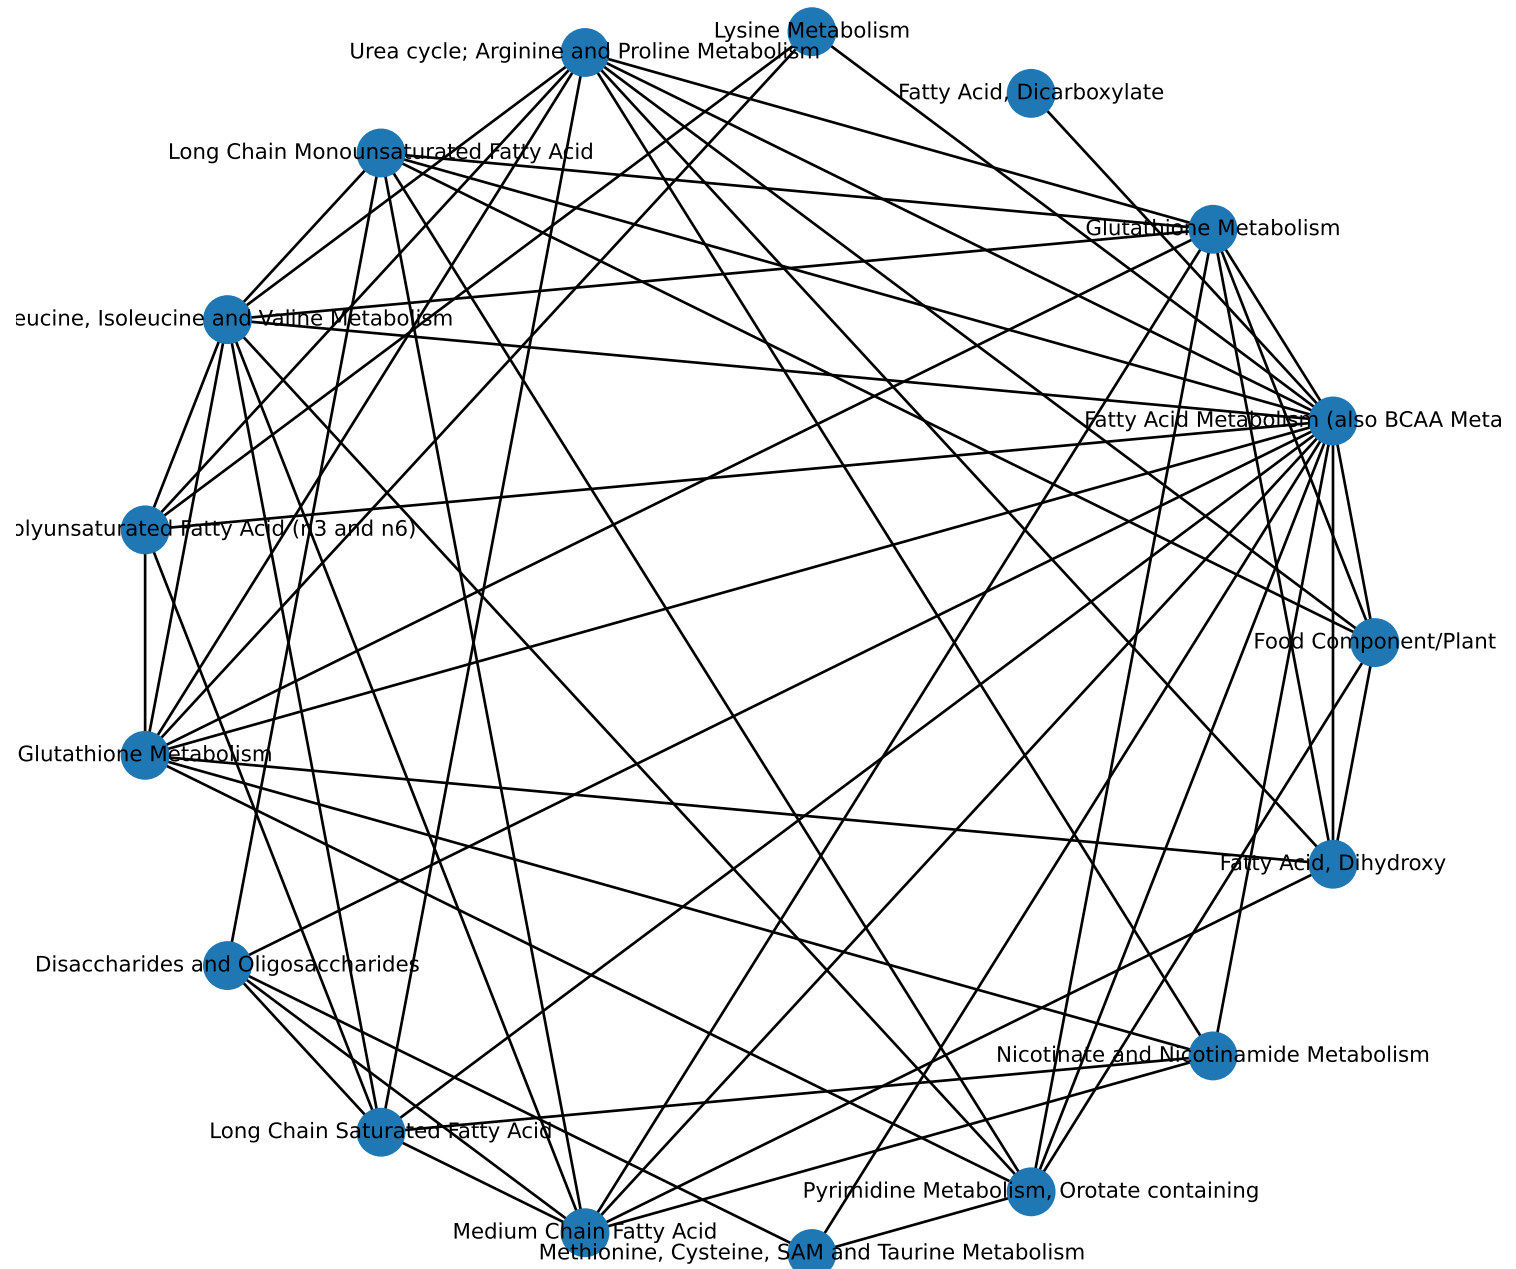 Lysine Metabolism
Urea cycle; Arginine and Proline Metabolism
Fatty Acid, Dicarboxylate
Long Chain Monounsaturated Fatty Acid
Glutathione Metabolism
eucine, Isoleucine and Valine Metabolism
Fatty Acid Metabolism (also BCAA Meta
olyunsaturated Fatty Acid (n3 and n6)
Food Component/Plant
Glutathione Metabolism
Fatty Acid, Dihydroxy
Disaccharides and Oligosaccharides
Nicotinate and Nicotinamide Metabolism
Long Chain Saturated Fatty Acid
Pyrimidine Metabolism, Orotate containing
Medium Chain Fatty Acid
Methionine, Cysteine, SAM and Taurine Metabolism